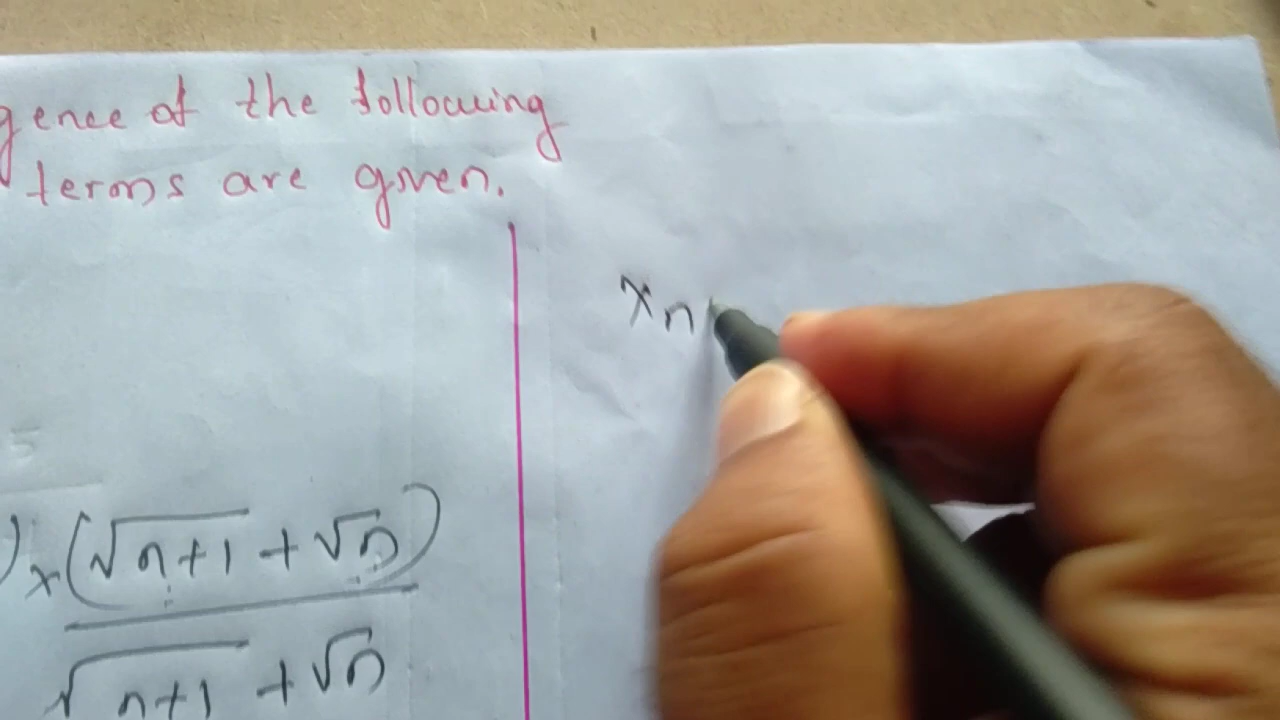 gence of the following
terms are given.
xn
)x(√n+1 + √n)
√n+1 + √n